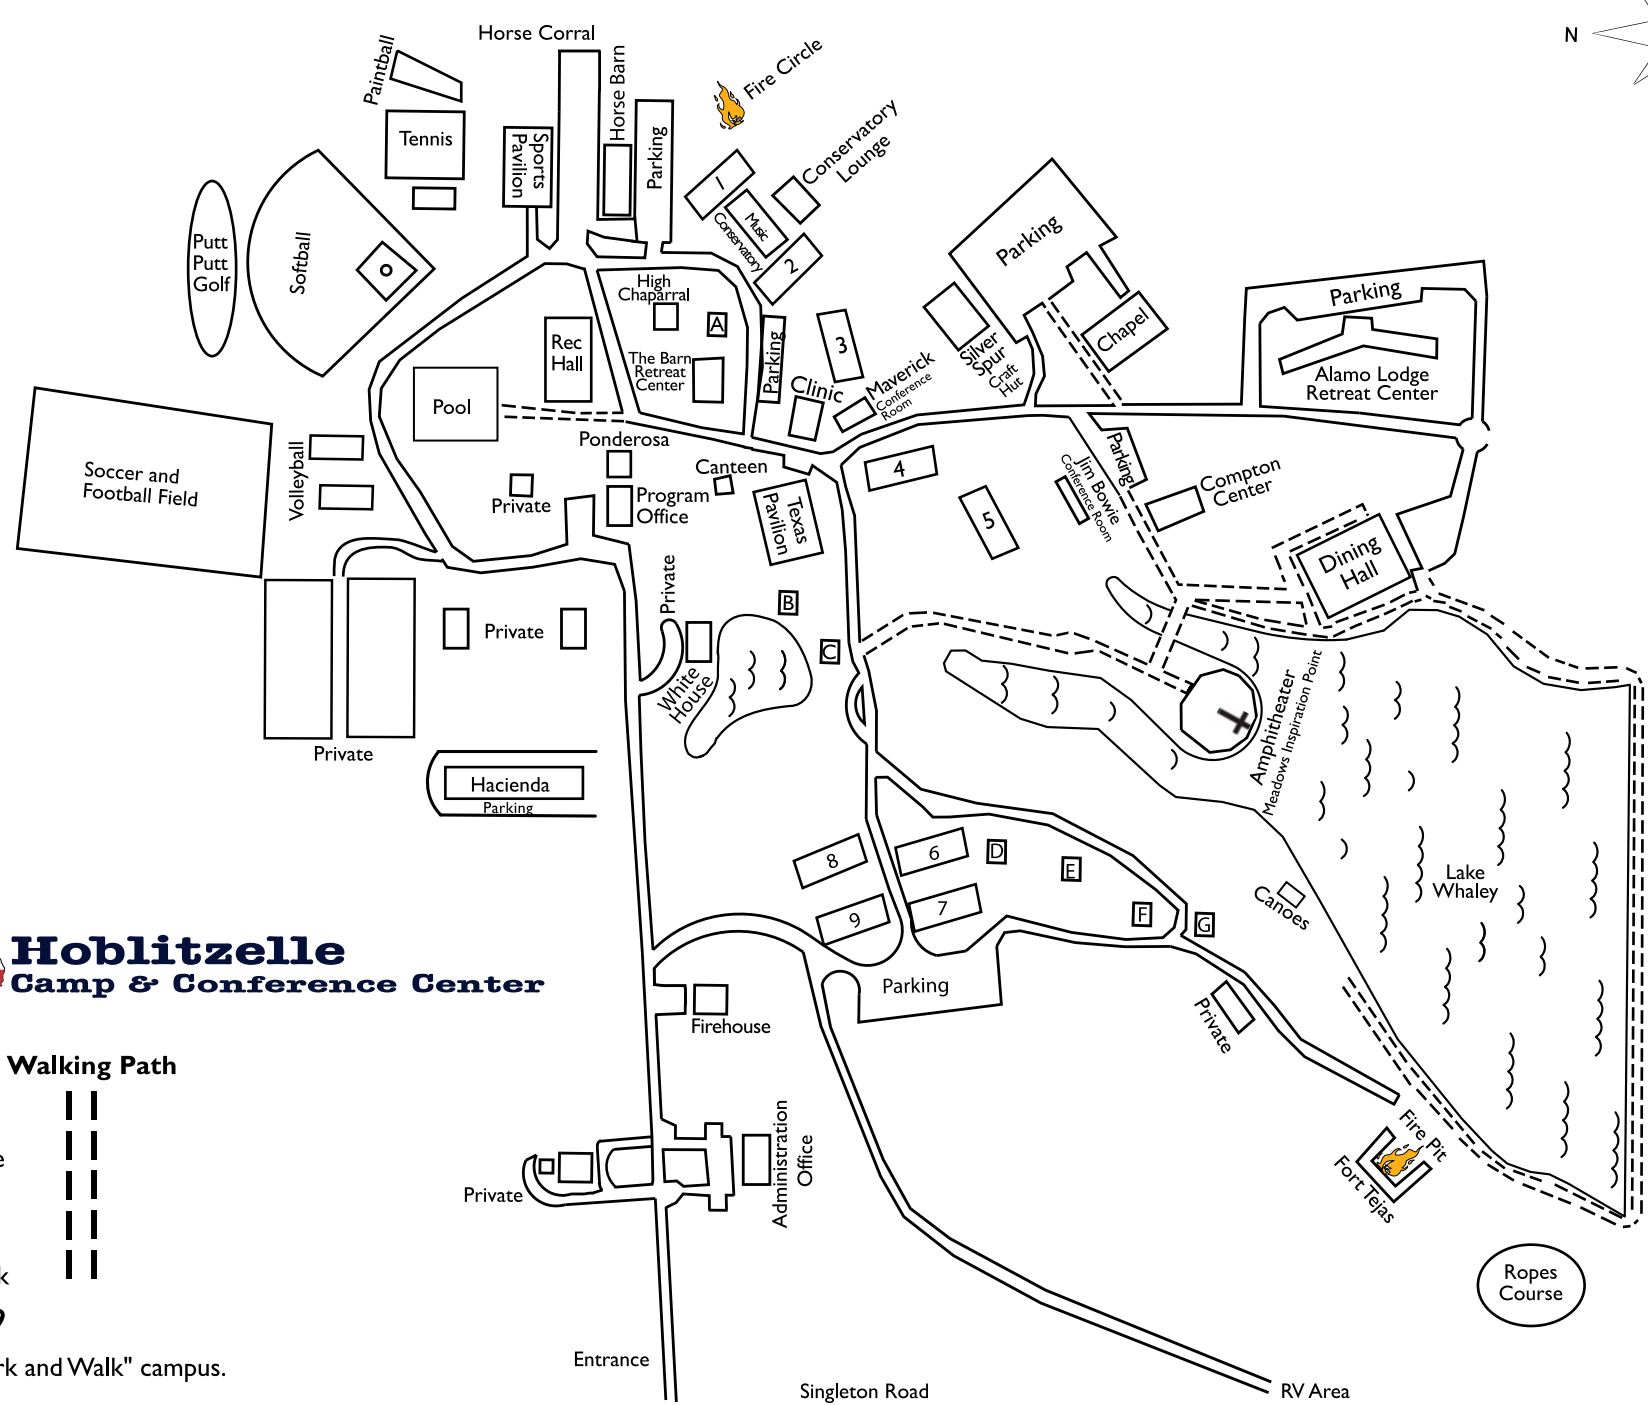 Horse Corral
N
Paintball
Horse Barn
Fire Circle
Tennis
Sports
Pavilion
Parking
Conservatory
Lounge
1
Music
Conservatory
2
Putt
Putt
Golf
Softball
High
Chaparral
A
Parking
Parking
Rec
Hall
The Barn
Retreat
Center
Parking
3
Silver
Spur
Craft
Hut
Chapel
Alamo Lodge
Retreat Center
Clinic
Maverick
Conference
Room
Pool
Ponderosa
Canteen
4
Parking
Compton
Center
Jim Bowie
Conference Room
Soccer and
Football Field
Volleyball
Private
Program
Office
Texas
Pavilion
5
Dining
Hall
Private
B
Private
C
White
House
Amphitheater
Meadows Inspiration Point
Private
Hacienda
Parking
8
6
D
E
9
7
F
G
Canoes
Lake
Whaley
Hoblitzelle
Camp & Conference Center
Parking
Firehouse
Private
Walking Path
Administration
Office
Private
Fire Pit
Fort Tejas
Ropes
Course
Entrance
"Walk" campus.
Singleton Road
RV Area